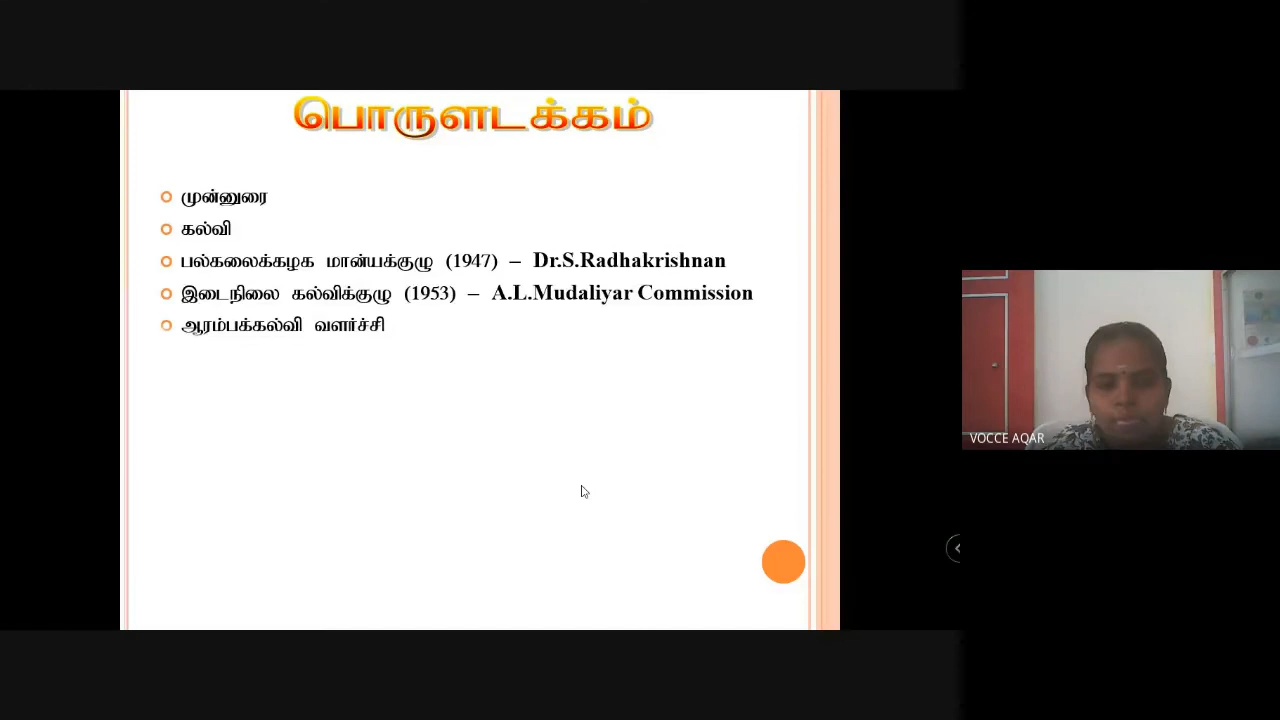 பொருளடக்கம்
முன்னுரை
கல்வி
பல்கலைக்கழக மான்யக்குழு (1947) – Dr.S.Radhakrishnan
இடைநிலை கல்விக்குழு (1953) – A.L.Mudaliyar Commission
ஆரம்பக்கல்வி வளர்ச்சி
VOCCE AQAR